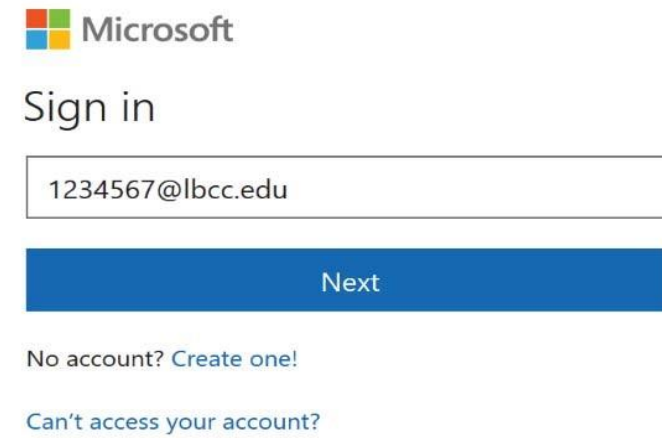 Microsoft
Sign in
1234567@lbcc.edu
Next
No account? Create one!
Can't access your account?